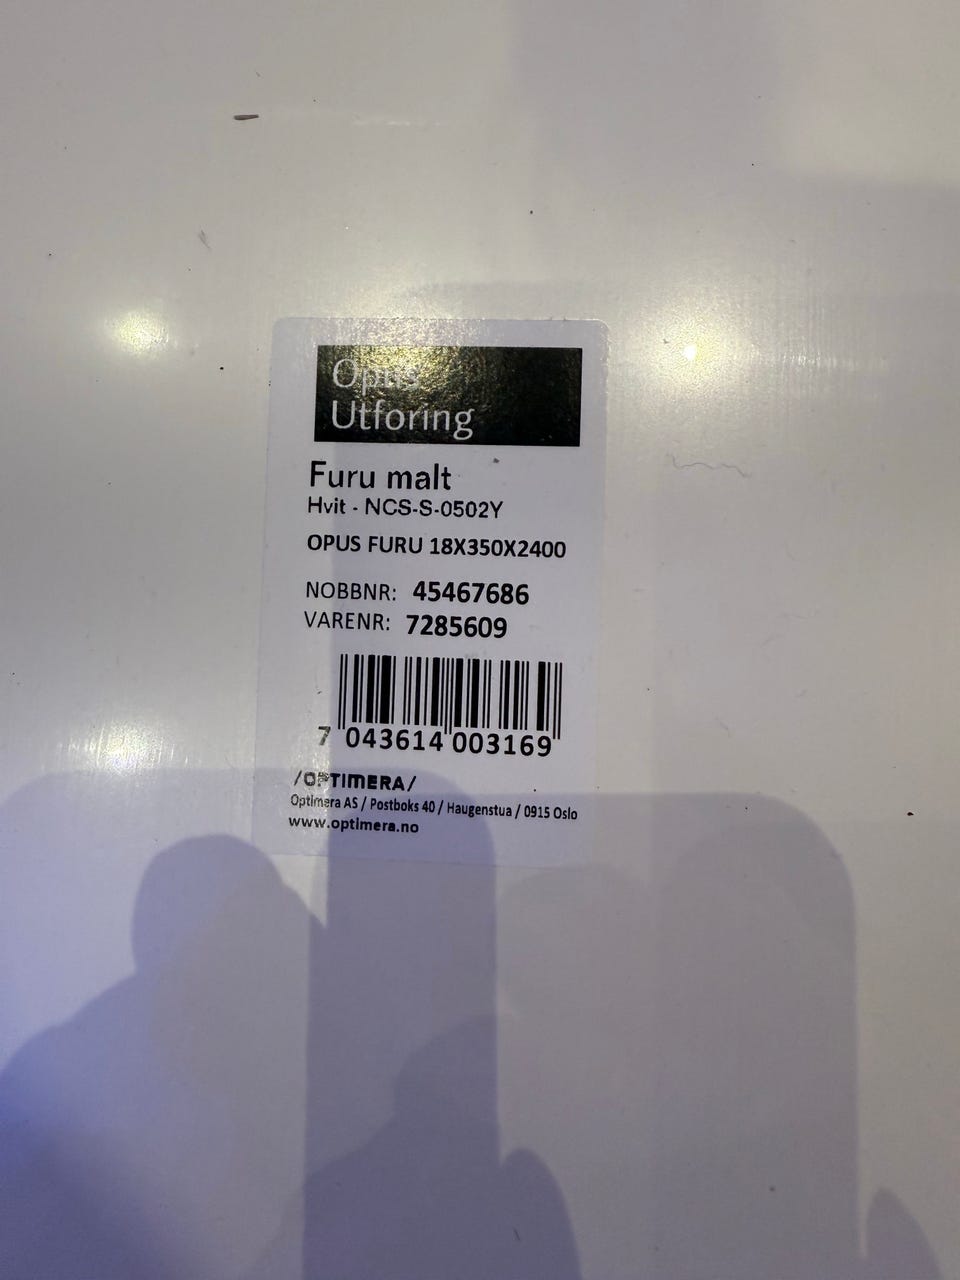 Opus
Utforing
Furu malt
Hvit - NCS-S-0502Y
OPUS FURU 18X350X2400
NOBBNR: 45467686
VARENR: 7285609
7 043614 003169
/OPTIMERA/
Optimera AS / Postboks 40 / Haugenstua / 0915 Oslo
www.optimera.no